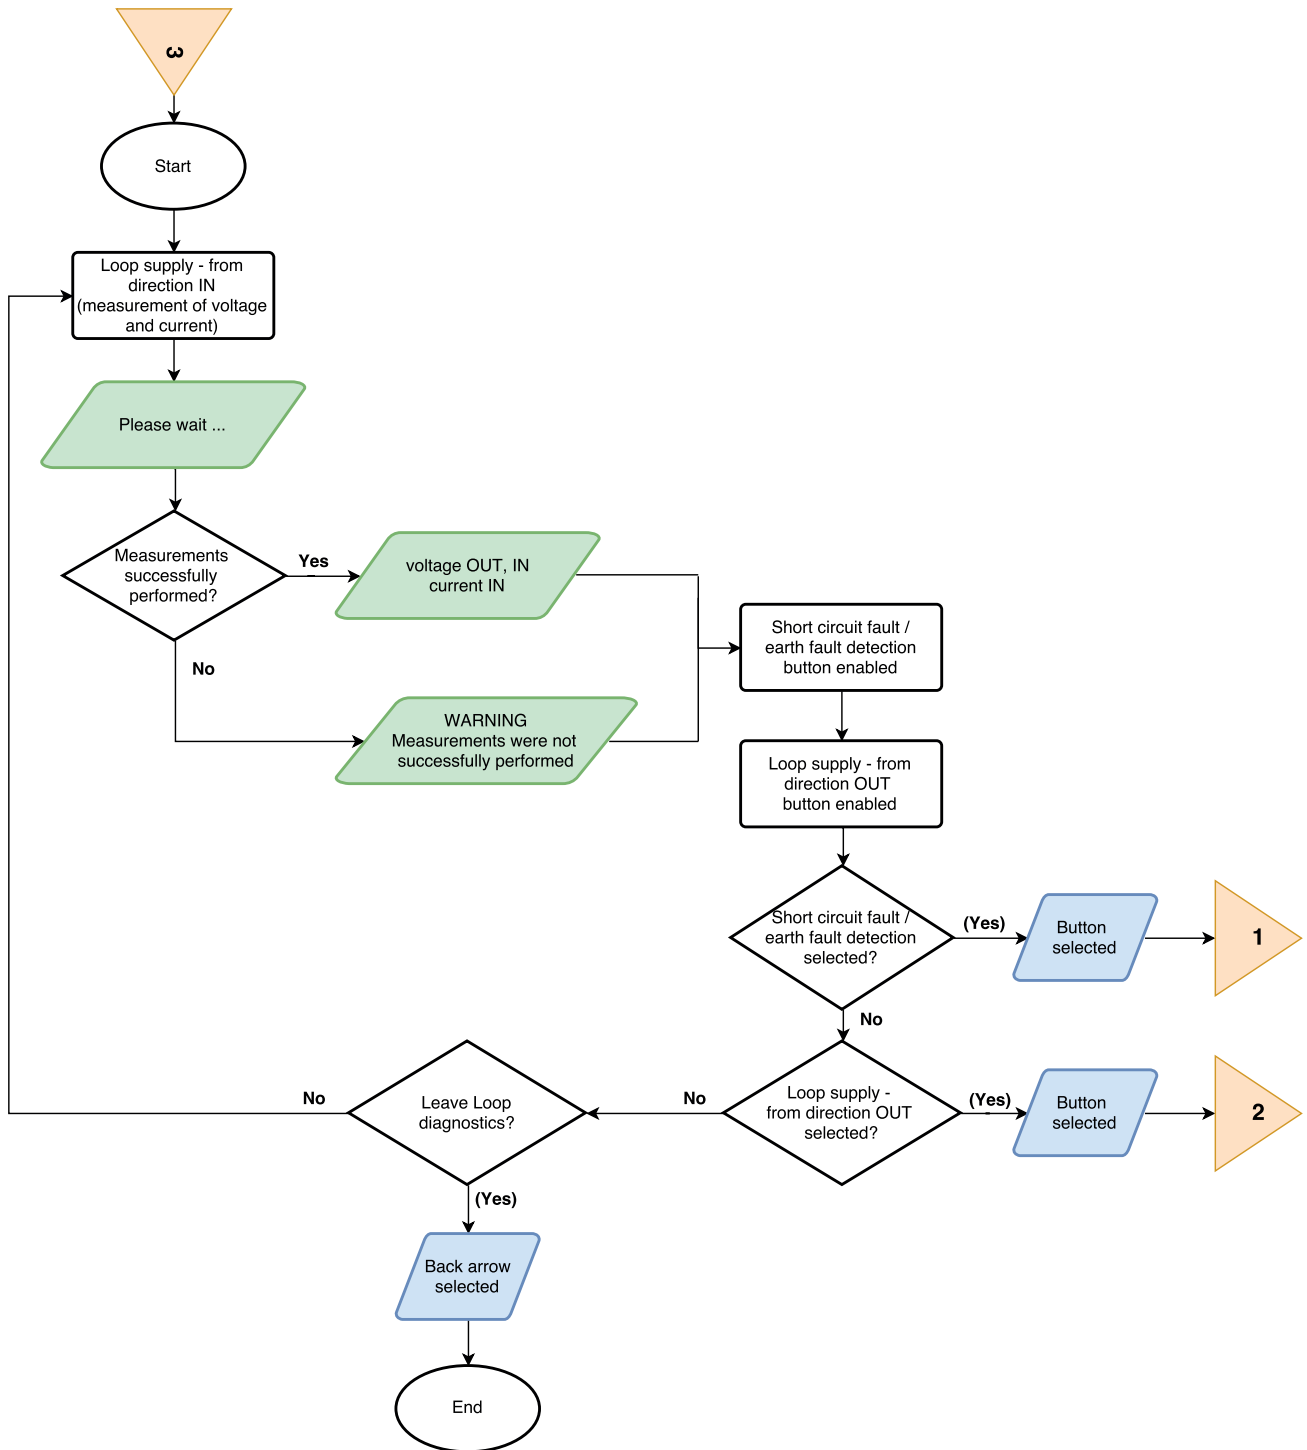 3
Start
Loop supply - from
direction IN
(measurement of voltage
and current)
Please wait ...
Measurements
successfully
performed?
Yes
voltage OUT, IN
current IN
No
WARNING
Measurements were not
successfully performed
Short circuit fault /
earth fault detection
button enabled
Loop supply - from
direction OUT
button enabled
Short circuit fault /
earth fault detection
selected?
(Yes)
Button
selected
1
No
Loop supply -
from direction OUT
selected?
(Yes)
Button
selected
2
No
Leave Loop
diagnostics?
No
(Yes)
Back arrow
selected
End